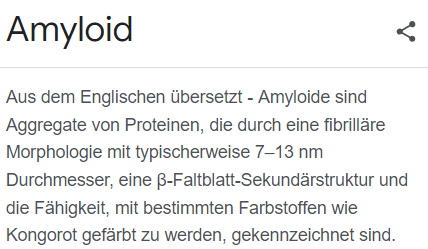 Amyloid
Aus dem Englischen übersetzt - Amyloide sind
Aggregate von Proteinen, die durch eine fibrilläre
Morphologie mit typischerweise 7–13 nm
Durchmesser, eine β-Faltblatt-Sekundärstruktur und
die Fähigkeit, mit bestimmten Farbstoffen wie
Kongorot gefärbt zu werden, gekennzeichnet sind.